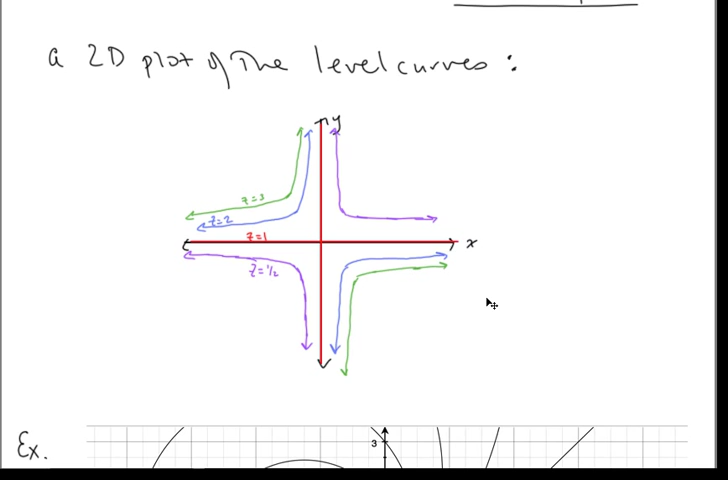 a 2D plot of The level curves :
y
z=3
z=2
z=1
x
z=1/2
Ex.
3